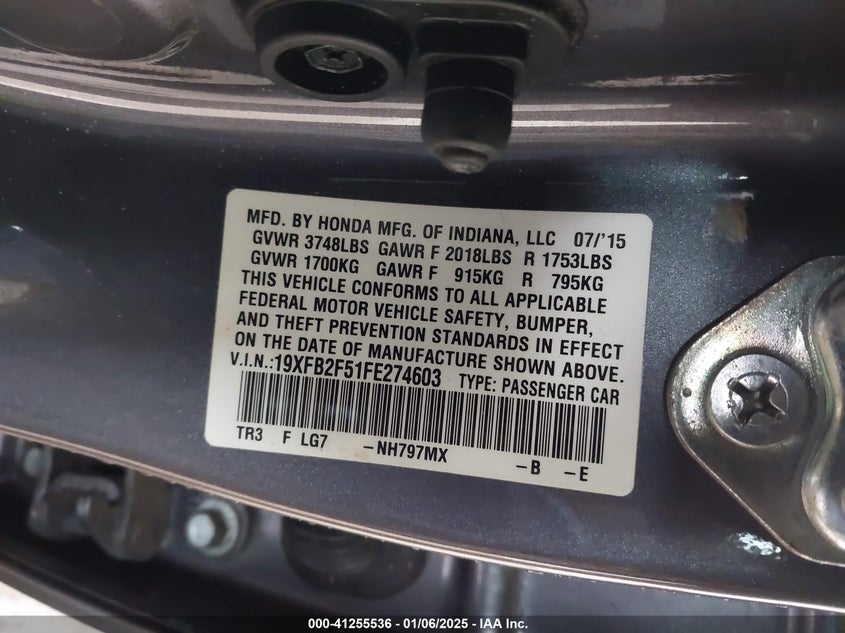 MFD. BY HONDA MFG. OF INDIANA, LLC 07/'15
GVWR 3748LBS GAWR F 2018LBS R 1753LBS
GVWR 1700KG GAWR F 915KG R 795KG
THIS VEHICLE CONFORMS TO ALL APPLICABLE
FEDERAL MOTOR VEHICLE SAFETY, BUMPER,
AND THEFT PREVENTION STANDARDS IN EFFECT
ON THE DATE OF MANUFACTURE SHOWN ABOVE.
V.I.N.:19XFB2F51FE274603 TYPE: PASSENGER CAR
TR3 F LG7 -NH797MX -B -E
000-41255536 - 01/06/2025 - IAA Inc.